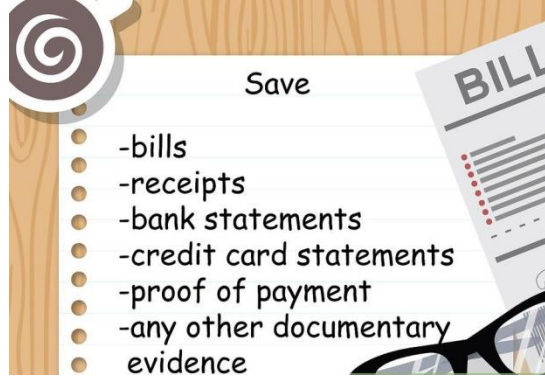 Save
-bills
-receipts
-bank statements
-credit card statements
-proof of payment
-any other documentary
evidence
BILL